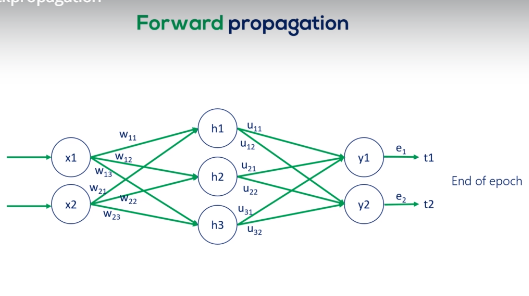 Forward propagation
w₁₁
w₁₂
w₁₃
w₂₁
w₂₂
w₂₃
x1
x2
h1
h2
h3
u₁₁
u₁₂
u₂₁
u₂₂
u₃₁
u₃₂
y1
y2
e₁
t1
e₂
t2
End of epoch